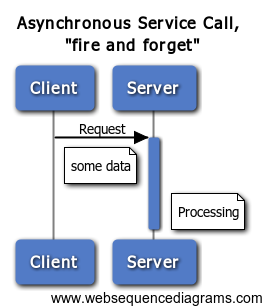 Asynchronous Service Call,
"fire and forget"
Client Server
Request
some data
Processing
Client Server
www.websequencediagrams.com